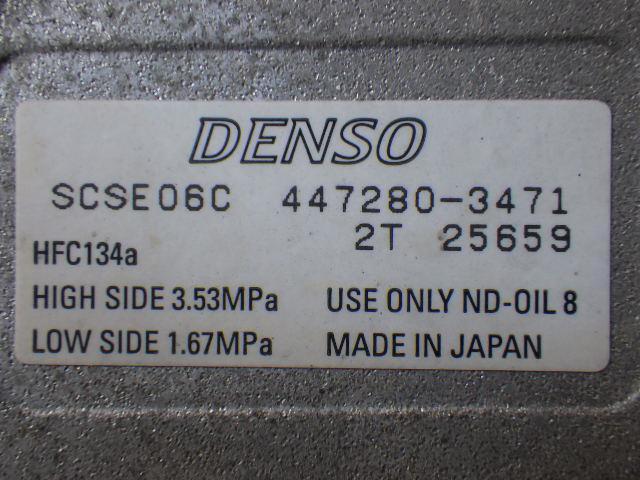 DENSO
SCSE06C 447280-3471
2T 25659
HFC134a
HIGH SIDE 3.53MPa USE ONLY ND-OIL 8
LOW SIDE 1.67MPa MADE IN JAPAN